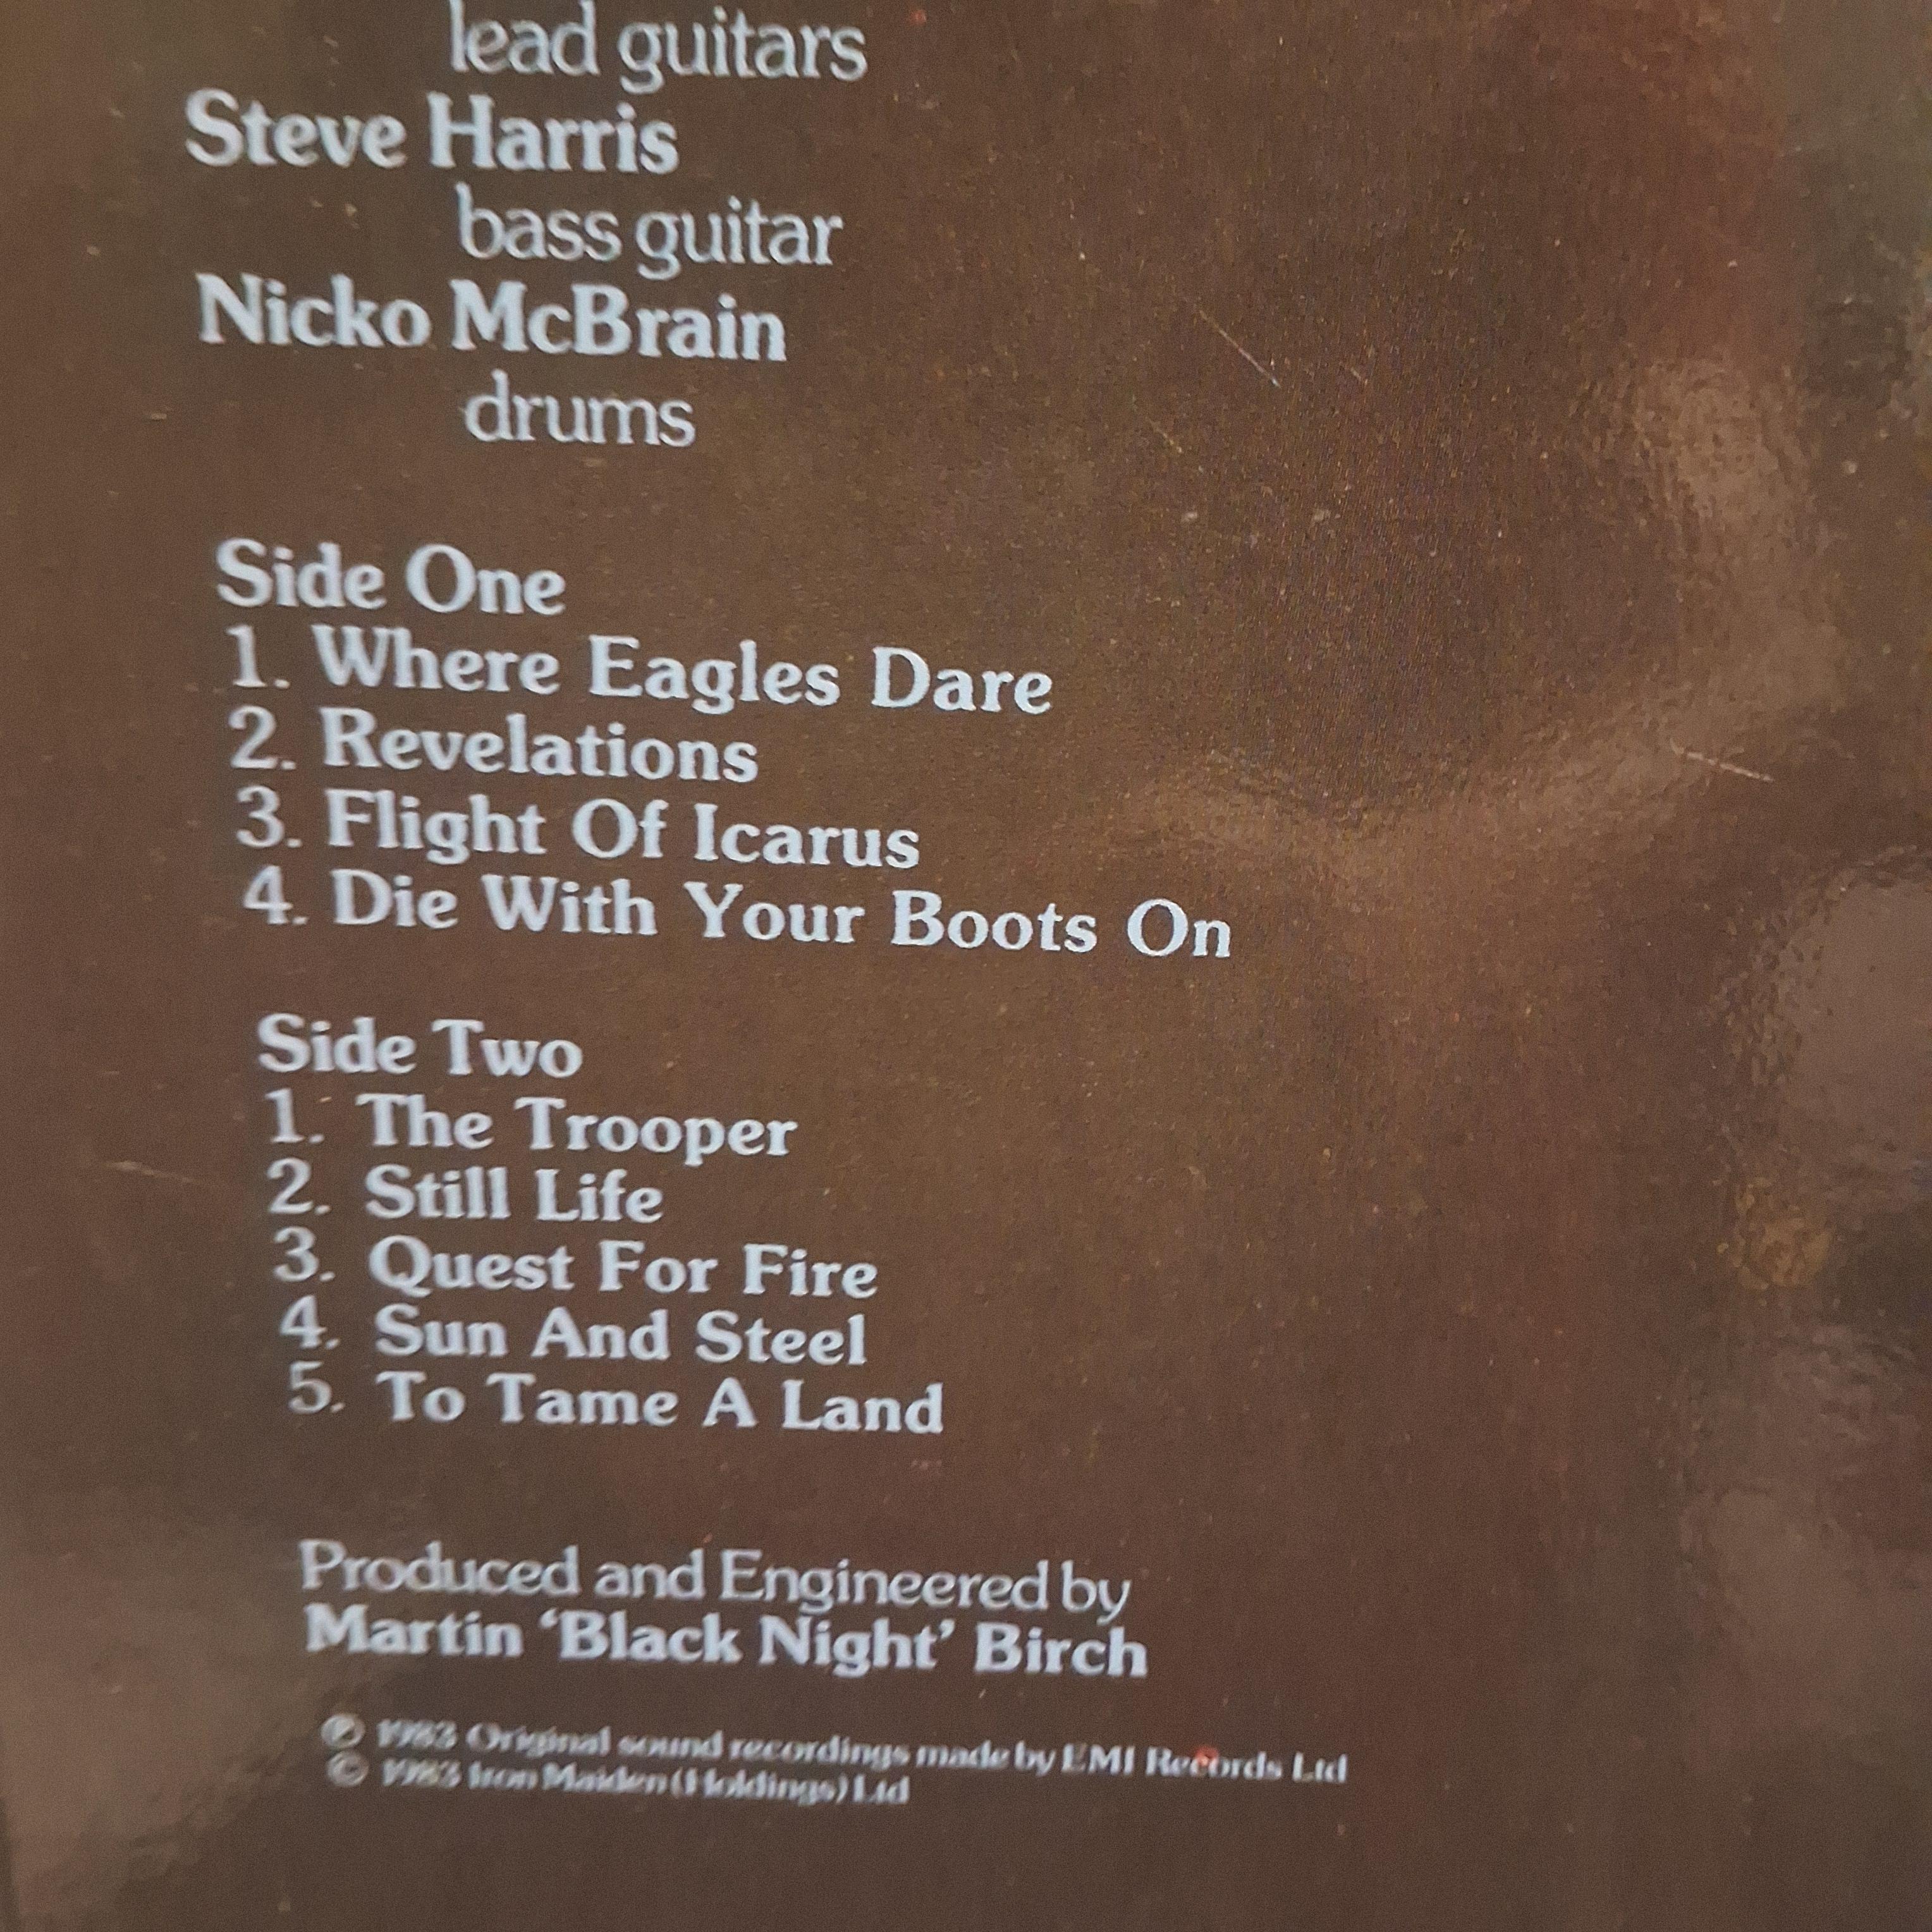 lead guitars
Steve Harris
bass guitar
Nicko McBrain
drums
Side One
1. Where Eagles Dare
2. Revelations
3. Flight Of Icarus
4. Die With Your Boots On
Side Two
1. The Trooper
2. Still Life
3. Quest For Fire
4. Sun And Steel
5. To Tame A Land
Produced and Engineered by
Martin ‘Black Night’ Birch
℗ 1983 Original sound recordings made by EMI Records Ltd
© 1983 Iron Maiden (Holdings) Ltd